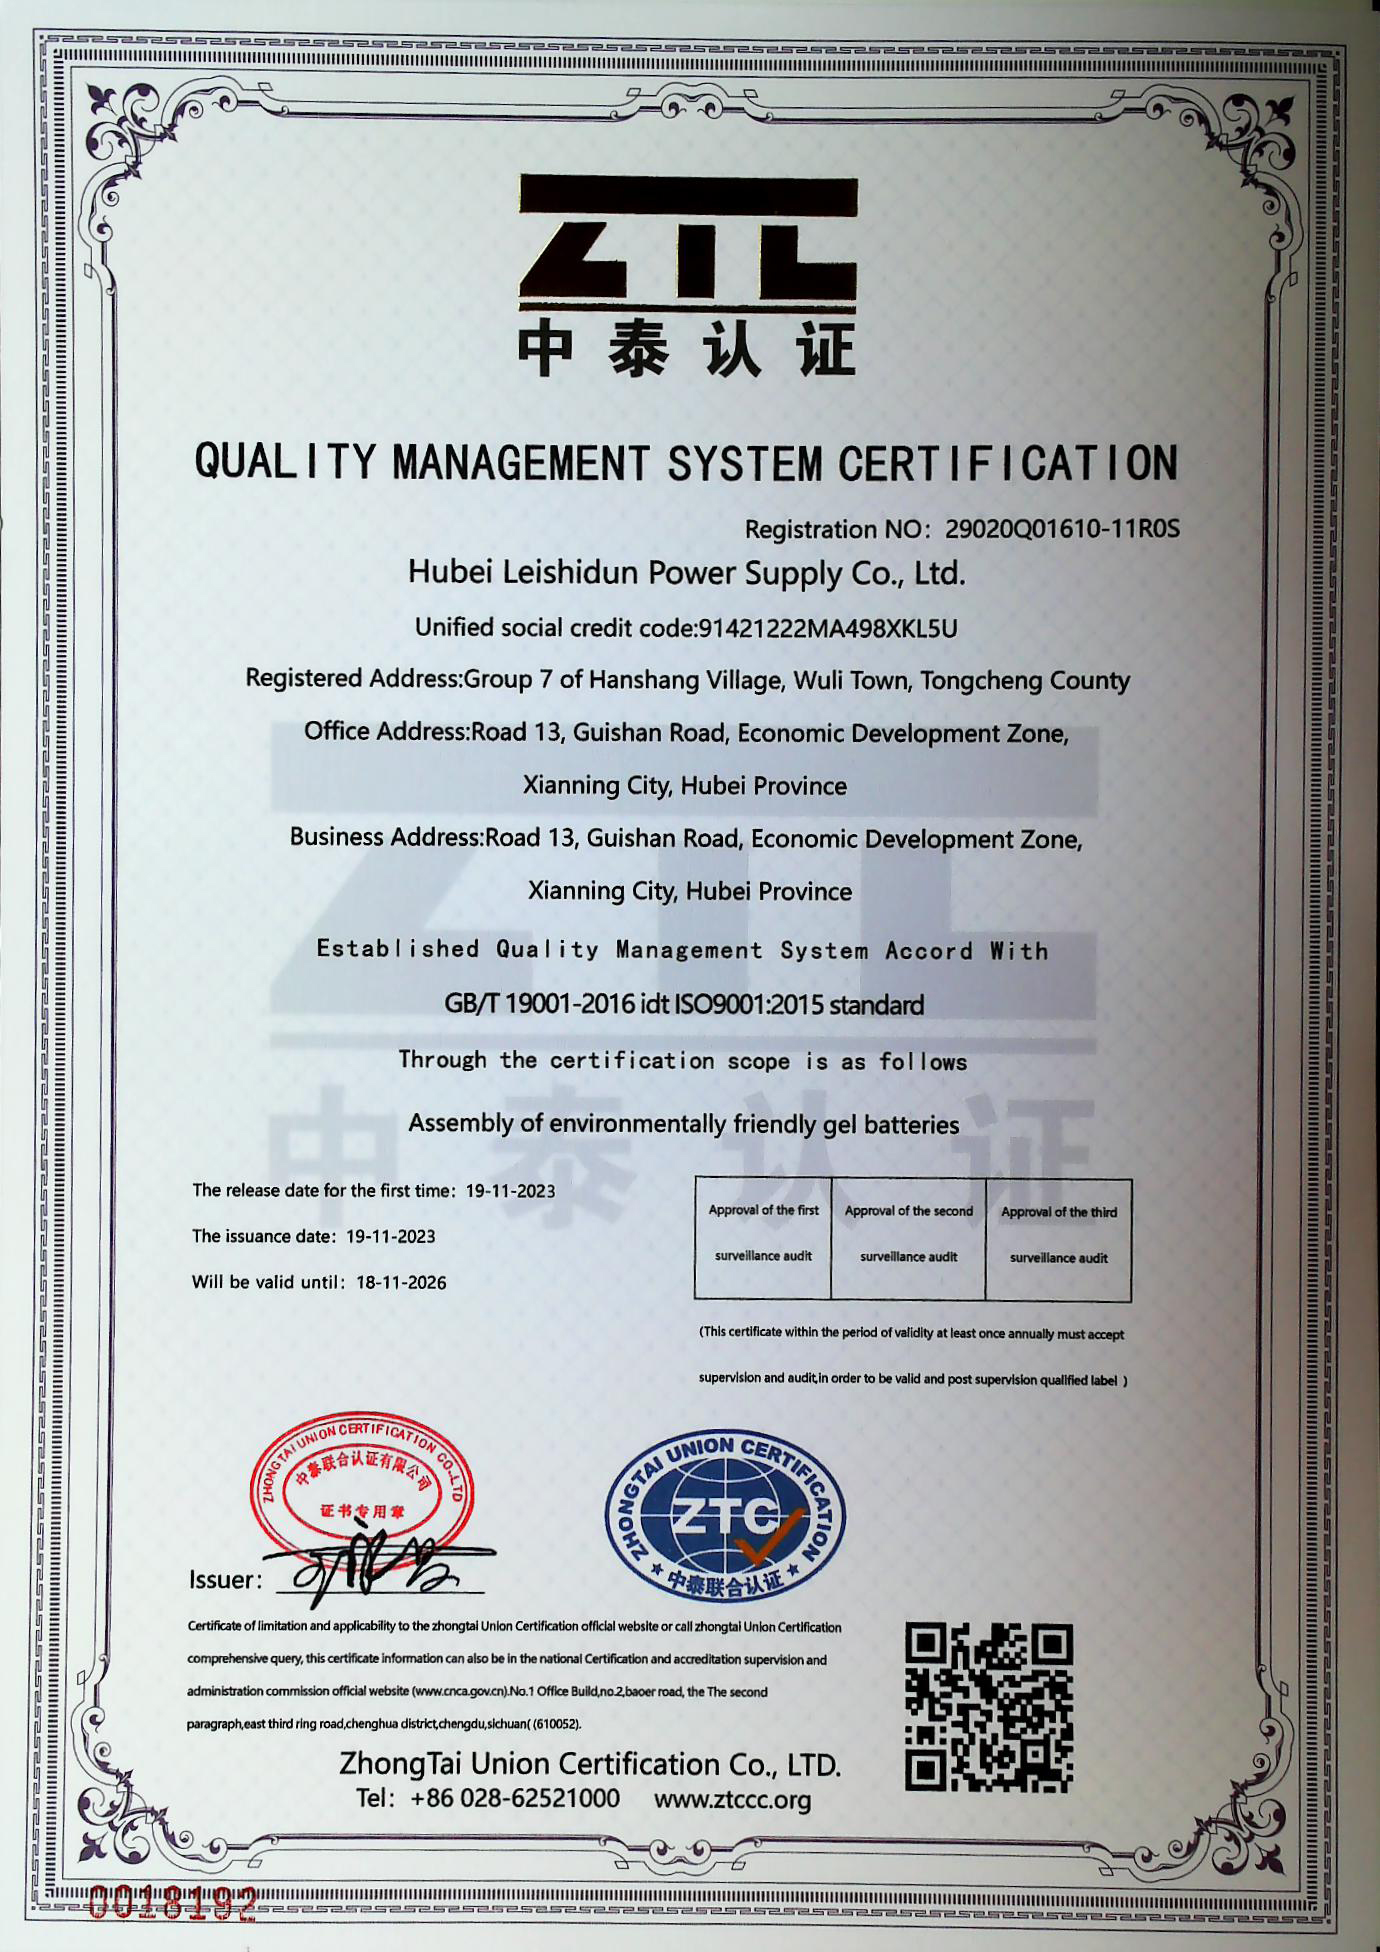 ZTC
中泰认证
QUALITY MANAGEMENT SYSTEM CERTIFICATION
Registration NO: 29020Q01610-11R0S
Hubei Leishidun Power Supply Co., Ltd.
Unified social credit code:91421222MA498XKL5U
Registered Address:Group 7 of Hanshang Village, Wuli Town, Tongcheng County
Office Address:Road 13, Guishan Road, Economic Development Zone,
Xianning City, Hubei Province
Business Address:Road 13, Guishan Road, Economic Development Zone,
Xianning City, Hubei Province
Established Quality Management System Accord With
GB/T 19001-2016 idt ISO9001:2015 standard
Through the certification scope is as follows
Assembly of environmentally friendly gel batteries
ZTC
中泰认证
The release date for the first time: 19-11-2023
The issuance date: 19-11-2023
Will be valid until: 18-11-2026
Approval of the first
surveillance audit
Approval of the second
surveillance audit
Approval of the third
surveillance audit
(This certificate within the period of validity at least once annually must accept
supervision and audit,in order to be valid and post supervision qualified label )
ZHONGTAI UNION CERTIFICATION CO.,LTD
中泰联合认证有限公司
证书专用章
Issuer:
ZHONGTAI UNION CERTIFICATION
ZTC
中泰联合认证
Certificate of limitation and applicability to the zhongtai Union Certification official website or call zhongtai Union Certification
comprehensive query, this certificate information can also be in the national Certification and accreditation supervision and
administration commission official website (www.cnca.gov.cn).No.1 Office Build,no.2,baoer road, the The second
paragraph,east third ring road,chenghua district,chengdu,sichuan( (610052).
ZhongTai Union Certification Co., LTD.
Tel: +86 028-62521000 www.ztccc.org
0018192